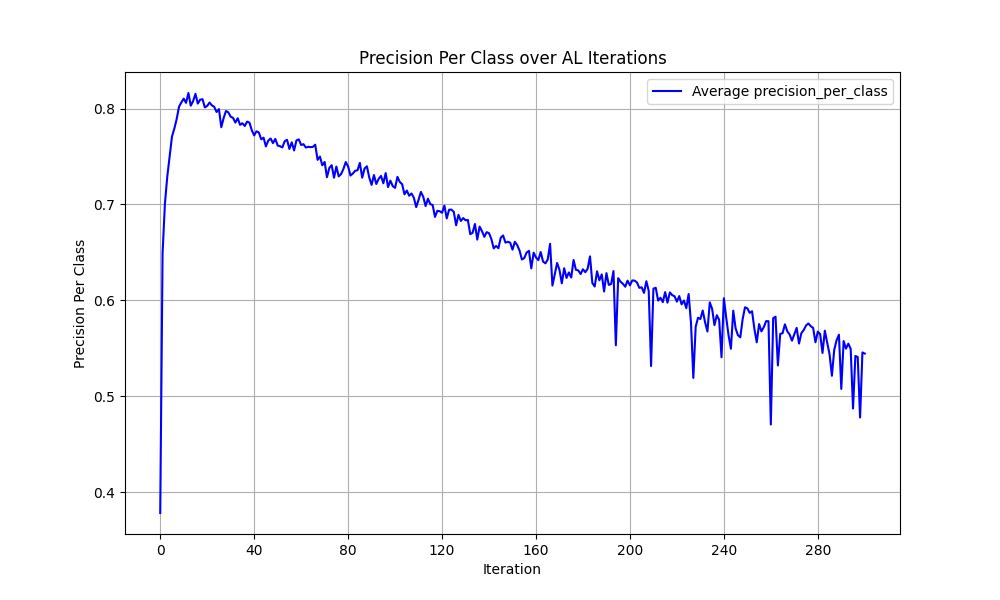 Precision Per Class over AL Iterations
Average precision_per_class
Precision Per Class
0.8
0.7
0.6
0.5
0.4
0 40 80 120 160 200 240 280
Iteration